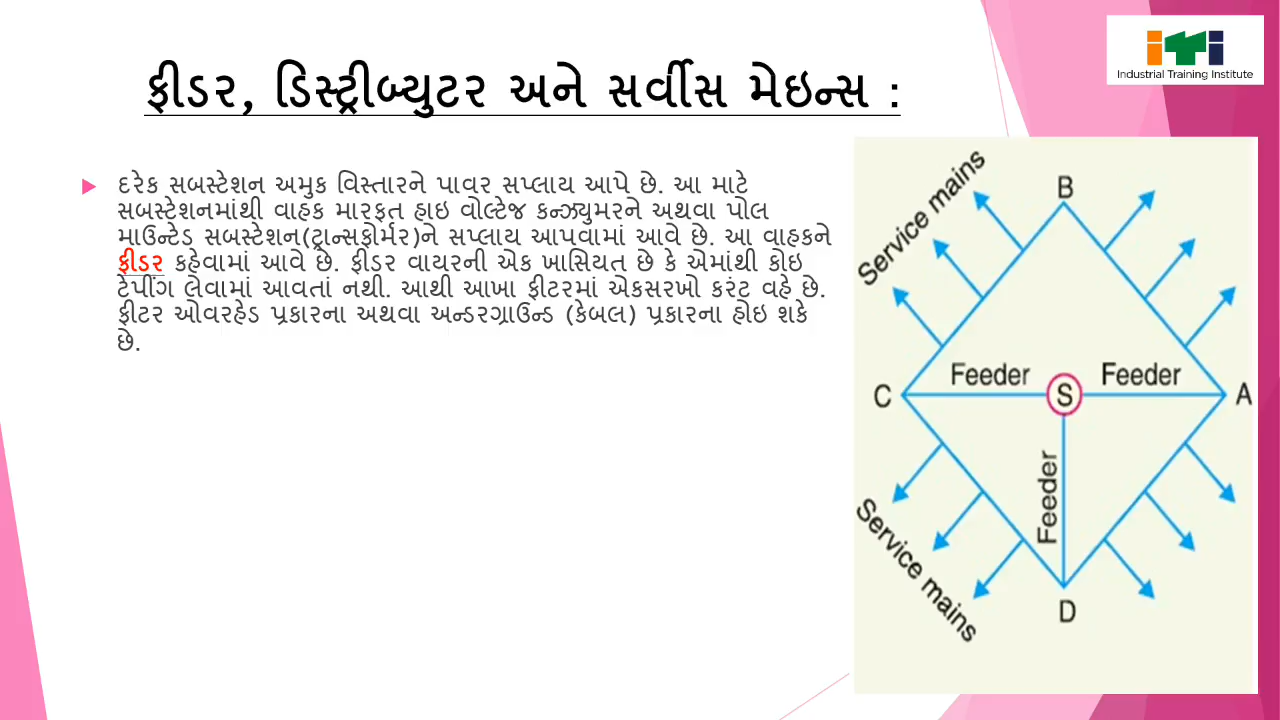 ફીડર, ડિસ્ટ્રીબ્યુટર અને સર્વીસ મેઇન્સ :
iTi
Industrial Training Institute
દરેક સબસ્ટેશન અમુક વિસ્તારને પાવર સપ્લાય આપે છે. આ માટે
સબસ્ટેશનમાંથી વાહક મારફત હાઇ વોલ્ટેજ કન્ઝ્યુમરને અથવા પોલ
માઉન્ટેડ સબસ્ટેશન(ટ્રાન્સફોર્મર)ને સપ્લાય આપવામાં આવે છે. આ વાહકને
ફીડર કહેવામાં આવે છે. ફીડર વાયરની એક ખાસિયત છે કે એમાંથી કોઇ
ટેપીંગ લેવામાં આવતાં નથી. આથી આખા ફીટરમાં એકસરખો કરંટ વહે છે.
ફીટર ઓવરહેડ પ્રકારના અથવા અન્ડરગ્રાઉન્ડ (કેબલ) પ્રકારના હોઇ શકે
છે.
Service mains
B
Feeder
Feeder
C
S
A
Feeder
Service mains
D